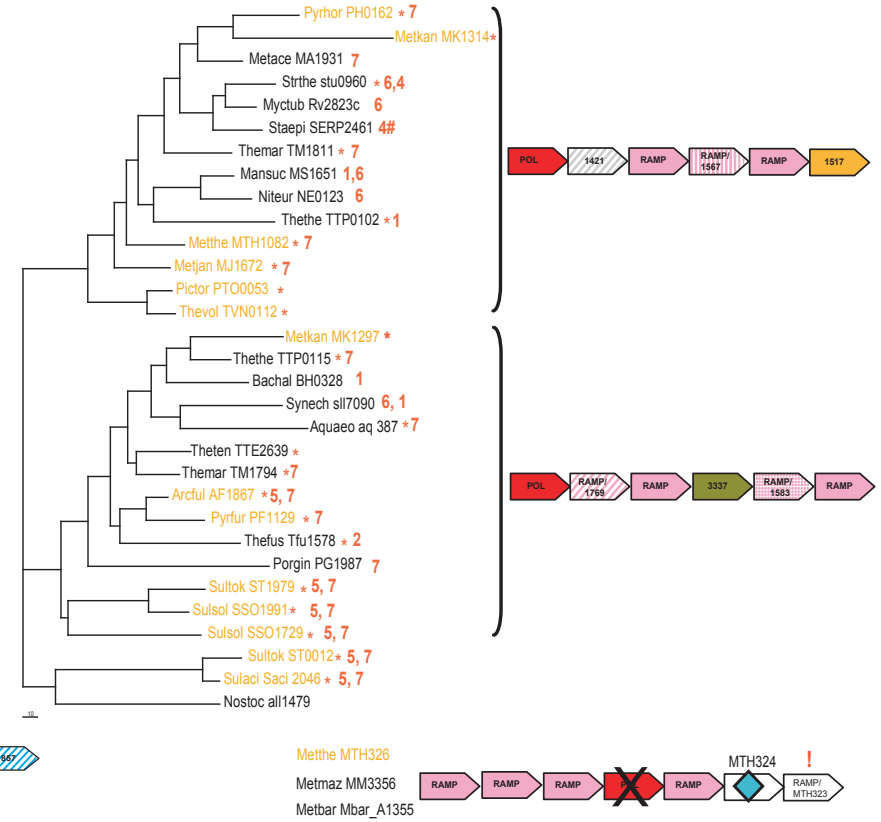 Pyrhor PH0162 * 7
Metkan MK1314*
Metace MA1931 7
Strthe stu0960 * 6,4
Myctub Rv2823c 6
Staepi SERP2461 4#
Themar TM1811 * 7
POL 1421 RAMP RAMP/1567 RAMP 1517
Mansuc MS1651 1,6
Niteur NE0123 6
Thethe TTP0102 * 1
Metthe MTH1082 * 7
Metjan MJ1672 * 7
Pictor PTO0053 *
Thevol TVN0112 *
Metkan MK1297 *
Thethe TTP0115 * 7
Bachal BH0328 1
Synech sll7090 6, 1
Aquaeo aq 387 * 7
Theten TTE2639 *
Themar TM1794 *7
POL RAMP/1769 RAMP 3337 RAMP/1583 RAMP
Arcful AF1867 * 5, 7
Pyrfur PF1129 * 7
Thefus Tfu1578 * 2
Porgin PG1987 7
Sultok ST1979 * 5, 7
Sulsol SSO1991 * 5, 7
Sulsol SSO1729 * 5, 7
Sultok ST0012 * 5, 7
Sulaci Saci 2046 * 5, 7
Nostoc all1479
10
Metthe MTH326
MTH324 !
Metmaz MM3356
RAMP RAMP RAMP POL RAMP RAMP/MTH323
Metbar Mbar_A1355